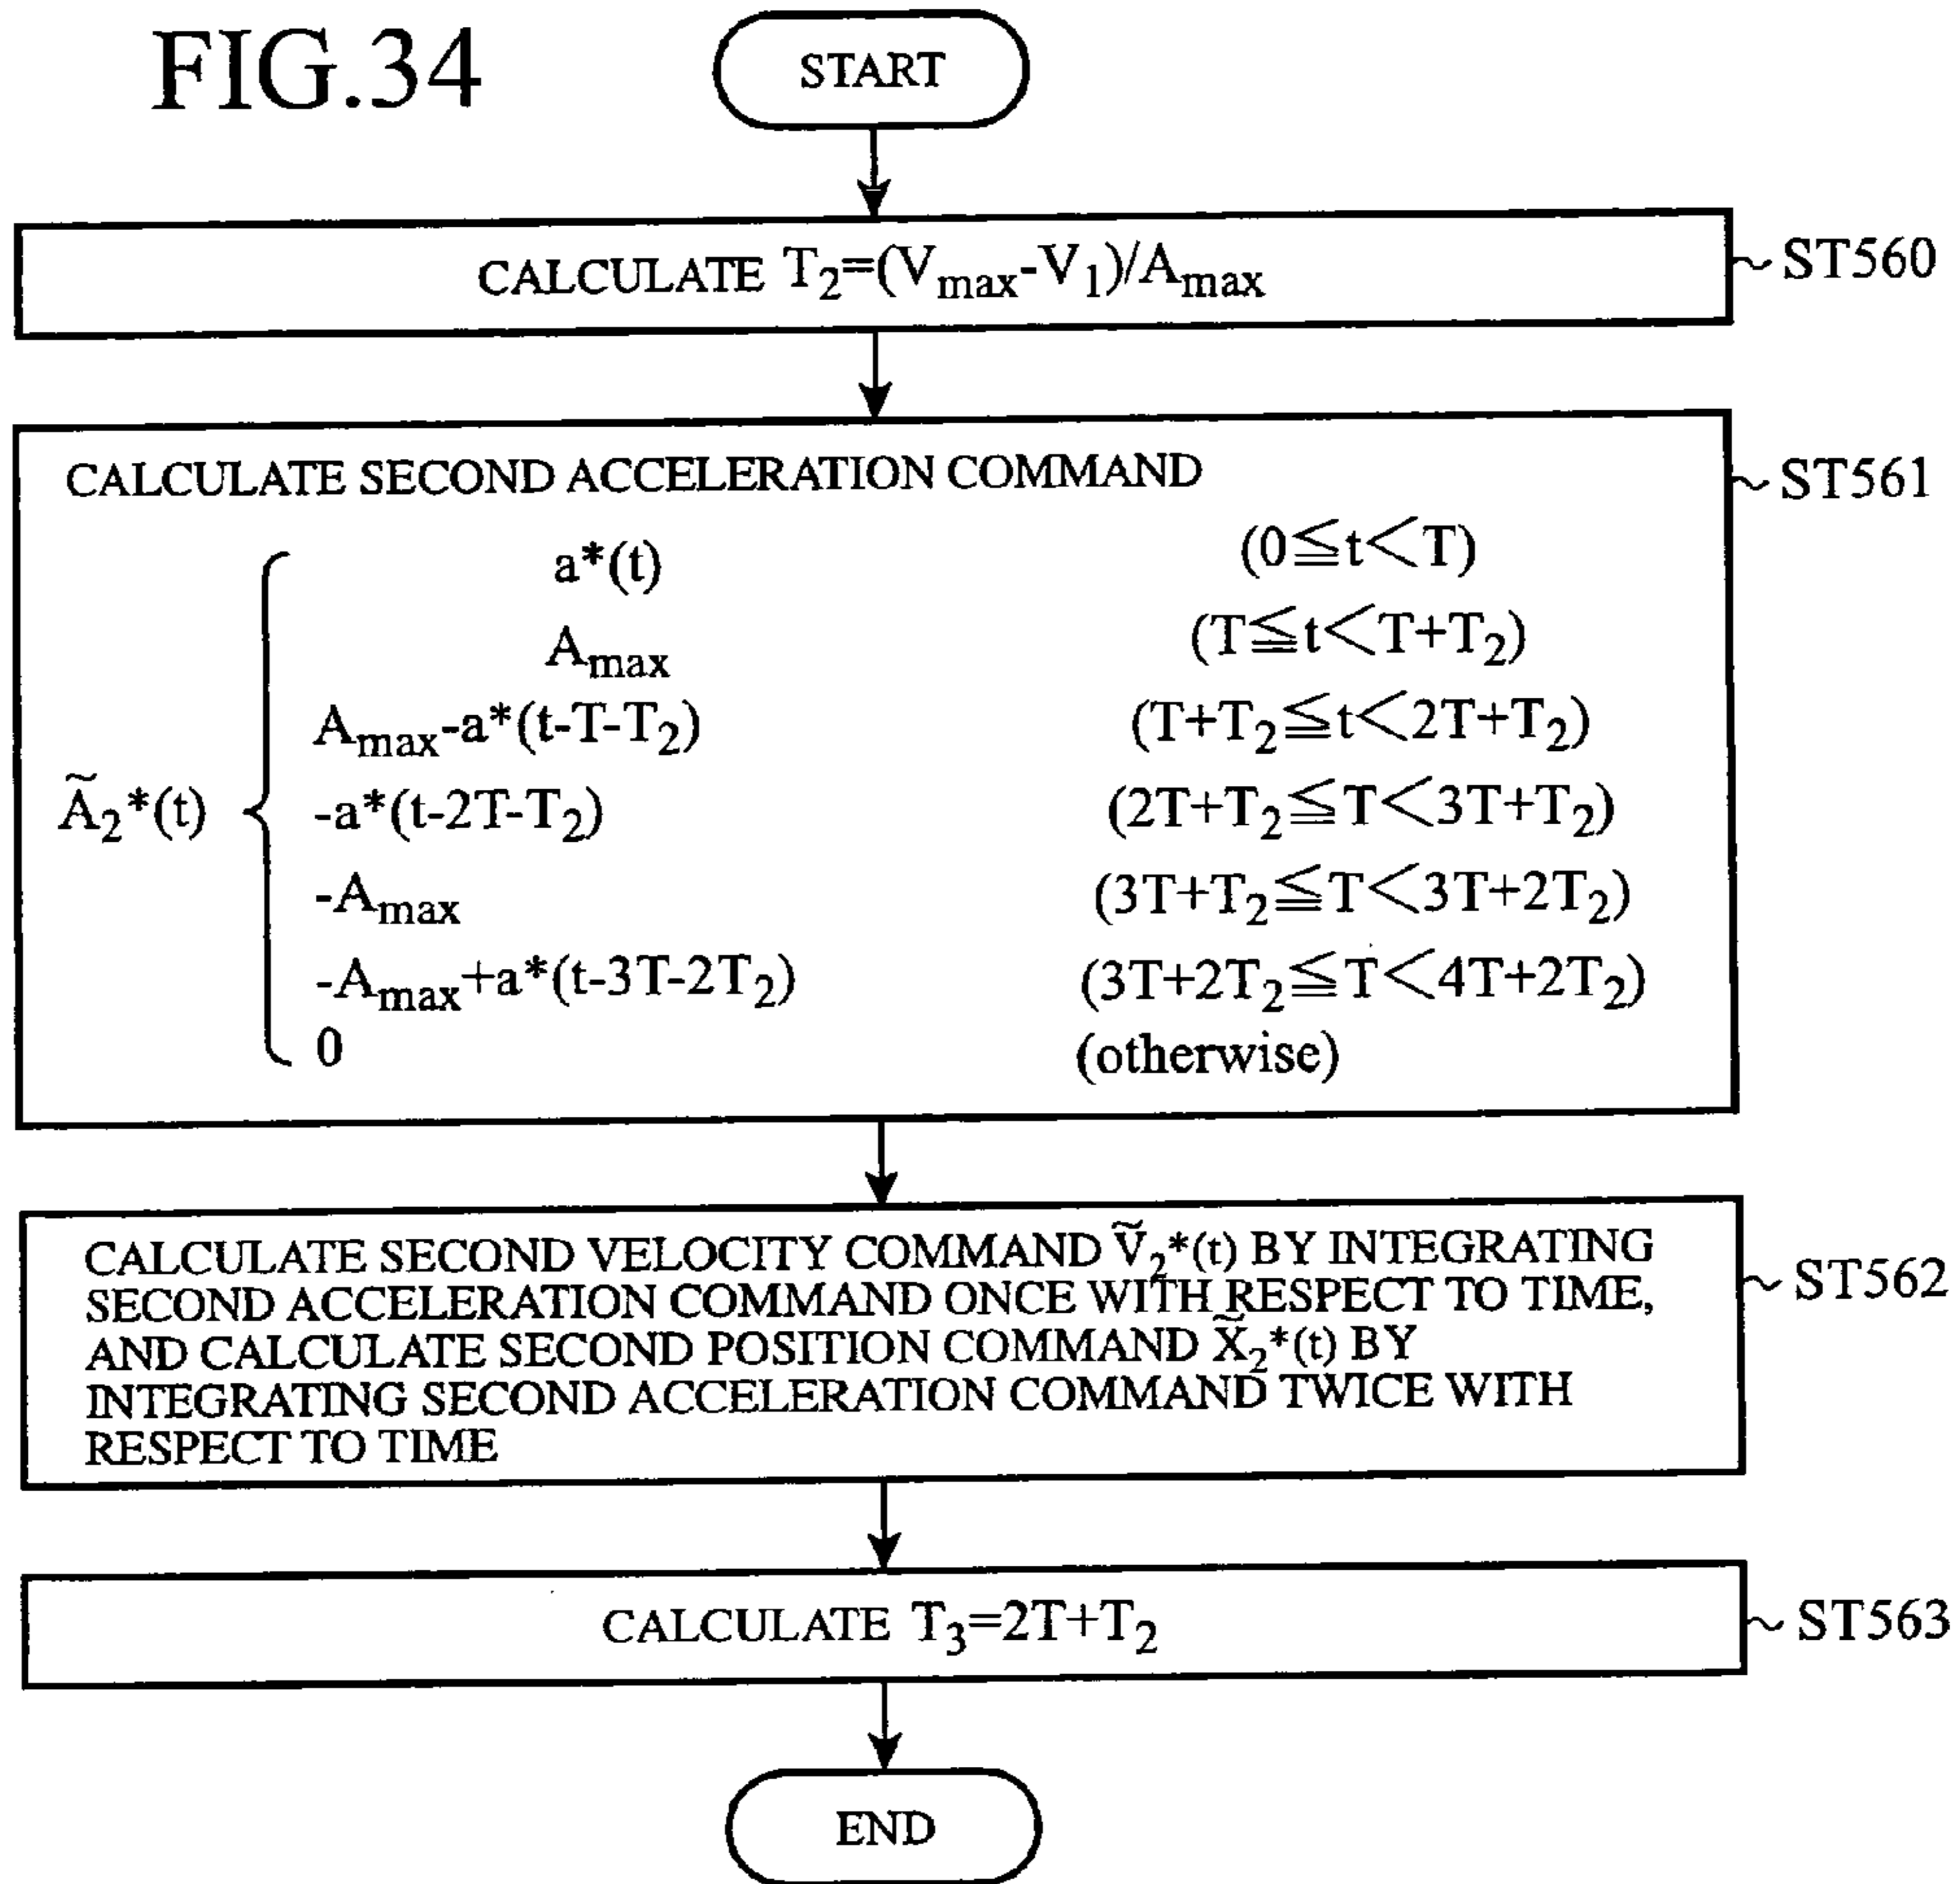 FIG.34
START
CALCULATE T₂=(Vmax-V₁)/Amax
ST560
CALCULATE SECOND ACCELERATION COMMAND
ST561
Ã₂*(t)
a*(t) (0≦t<T)
Amax (T≦t<T+T₂)
Amax-a*(t-T-T₂) (T+T₂≦t<2T+T₂)
-a*(t-2T-T₂) (2T+T₂≦T<3T+T₂)
-Amax (3T+T₂≦T<3T+2T₂)
-Amax+a*(t-3T-2T₂) (3T+2T₂≦T<4T+2T₂)
0 (otherwise)
CALCULATE SECOND VELOCITY COMMAND Ṽ₂*(t) BY INTEGRATING
SECOND ACCELERATION COMMAND ONCE WITH RESPECT TO TIME,
AND CALCULATE SECOND POSITION COMMAND X̃₂*(t) BY
INTEGRATING SECOND ACCELERATION COMMAND TWICE WITH
RESPECT TO TIME
ST562
CALCULATE T₃=2T+T₂
ST563
END